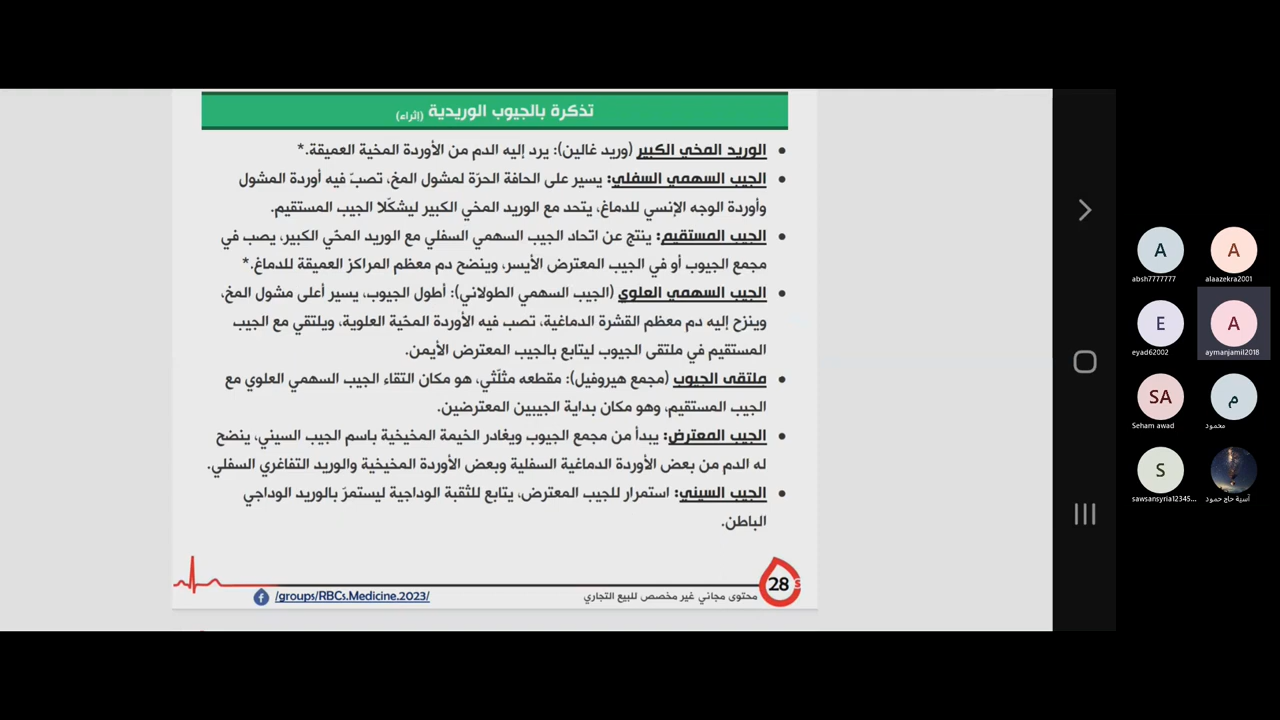 تذكرة بالجيوب الوريدية (إثراء)
• الوريد المخي الكبير (وريد غالين): يرد إليه الدم من الأوردة المخية العميقة.*
• الجيب السهمي السفلي: يسير على الحافة الحرّة لمشول المخ، تصبّ فيه أوردة المشول
وأوردة الوجه الإنسي للدماغ، يتحد مع الوريد المخي الكبير ليشكّلا الجيب المستقيم.
• الجيب المستقيم: ينتج عن اتحاد الجيب السهمي السفلي مع الوريد المخّي الكبير، يصب في
مجمع الجيوب أو في الجيب المعترض الأيسر، وينضح دم معظم المراكز العميقة للدماغ.*
• الجيب السهمي العلوي (الجيب السهمي الطولاني): أطول الجيوب، يسير أعلى مشول المخ،
وينزح إليه دم معظم القشرة الدماغية، تصب فيه الأوردة المخّية العلوية، ويلتقي مع الجيب
المستقيم في ملتقى الجيوب ليتابع بالجيب المعترض الأيمن.
• ملتقى الجيوب (مجمع هيروفيل): مقطعه مثلّثي، هو مكان التقاء الجيب السهمي العلوي مع
الجيب المستقيم، وهو مكان بداية الجيبين المعترضين.
• الجيب المعترض: يبدأ من مجمع الجيوب ويغادر الخيمة المخيخية باسم الجيب السيني، ينضح
له الدم من بعض الأوردة الدماغية السفلية وبعض الأوردة المخيخية والوريد التفاغري السفلي.
• الجيب السيني: استمرار للجيب المعترض، يتابع للثقبة الوداجية ليستمرّ بالوريد الوداجي
الباطن.
28
محتوى مجاني غير مخصص للبيع التجاري
/groups/RBCs.Medicine.2023/
A
absh7777777
A
alaazekra2001
E
eyad62002
A
aymanjamil2018
SA
Seham awad
م
محمود
S
sawsansyria12345...
آسية حاج حمود